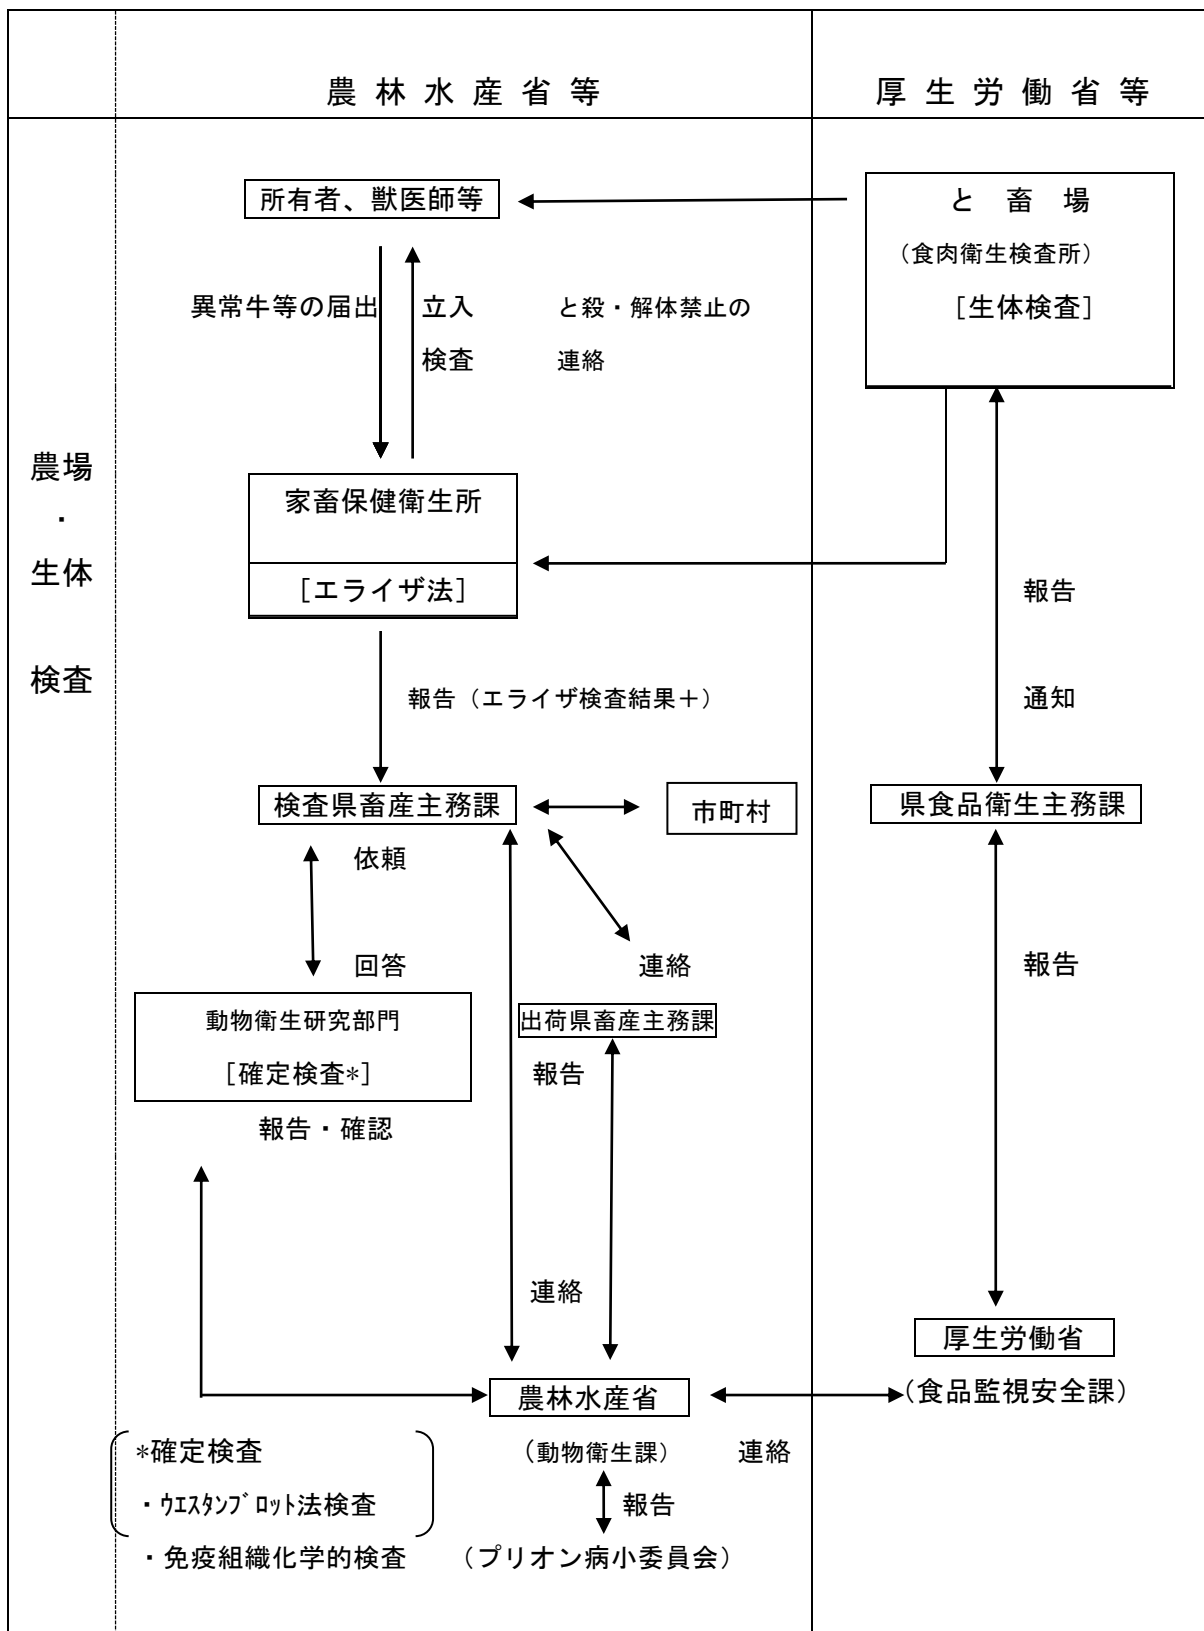 農林水産省等
厚生労働省等
農場
・
生体
検査
所有者、獣医師等
と畜場
（食肉衛生検査所）
［生体検査］
異常牛等の届出
立入
検査
と殺・解体禁止の
連絡
家畜保健衛生所
［エライザ法］
報告（エライザ検査結果＋）
報告
通知
検査県畜産主務課
市町村
県食品衛生主務課
依頼
回答
連絡
報告
動物衛生研究部門
［確定検査*］
出荷県畜産主務課
報告
報告・確認
連絡
厚生労働省
（食品監視安全課）
農林水産省
（動物衛生課）
連絡
*確定検査
・ｳｴｽﾀﾝﾌﾞﾛｯﾄ法検査
・免疫組織化学的検査
報告
（プリオン病小委員会）